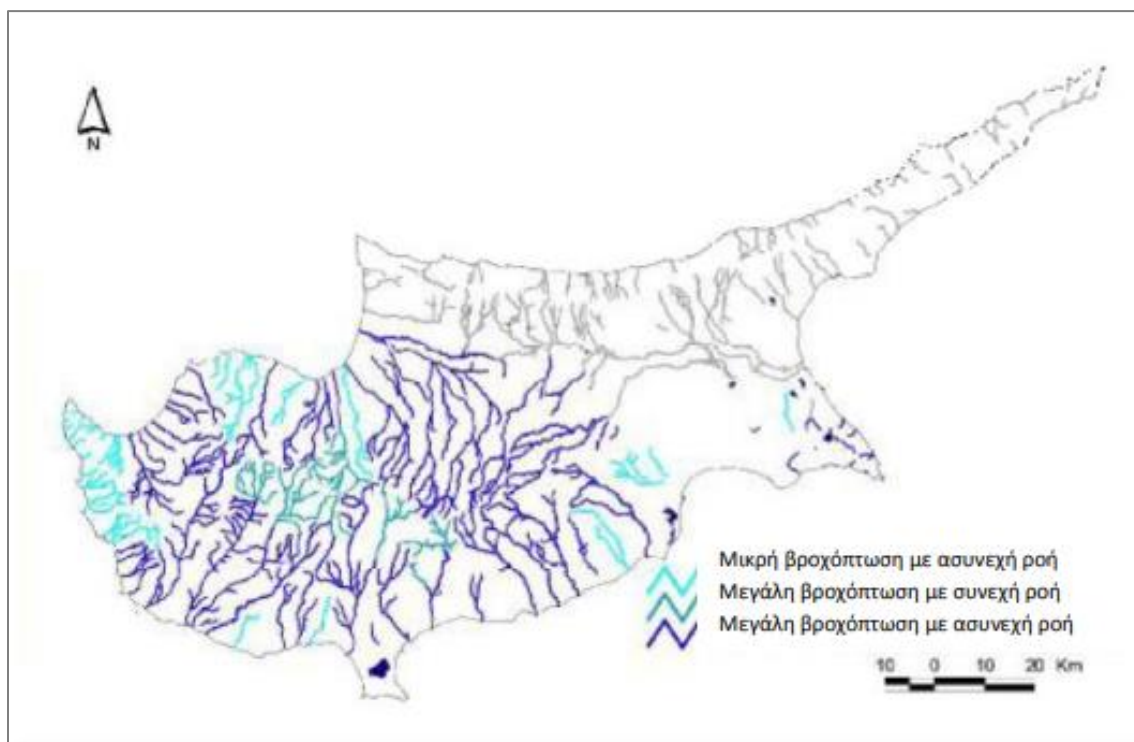 N
Μικρή βροχόπτωση με ασυνεχή ροή
Μεγάλη βροχόπτωση με συνεχή ροή
Μεγάλη βροχόπτωση με ασυνεχή ροή
10 0 10 20 Km